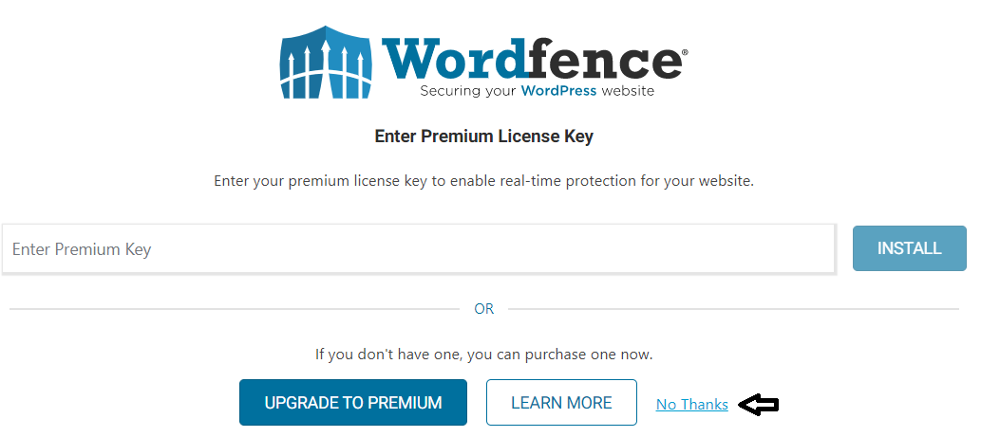 Wordfence®
Securing your WordPress website
Enter Premium License Key
Enter your premium license key to enable real-time protection for your website.
Enter Premium Key
INSTALL
OR
If you don't have one, you can purchase one now.
UPGRADE TO PREMIUM
LEARN MORE
No Thanks